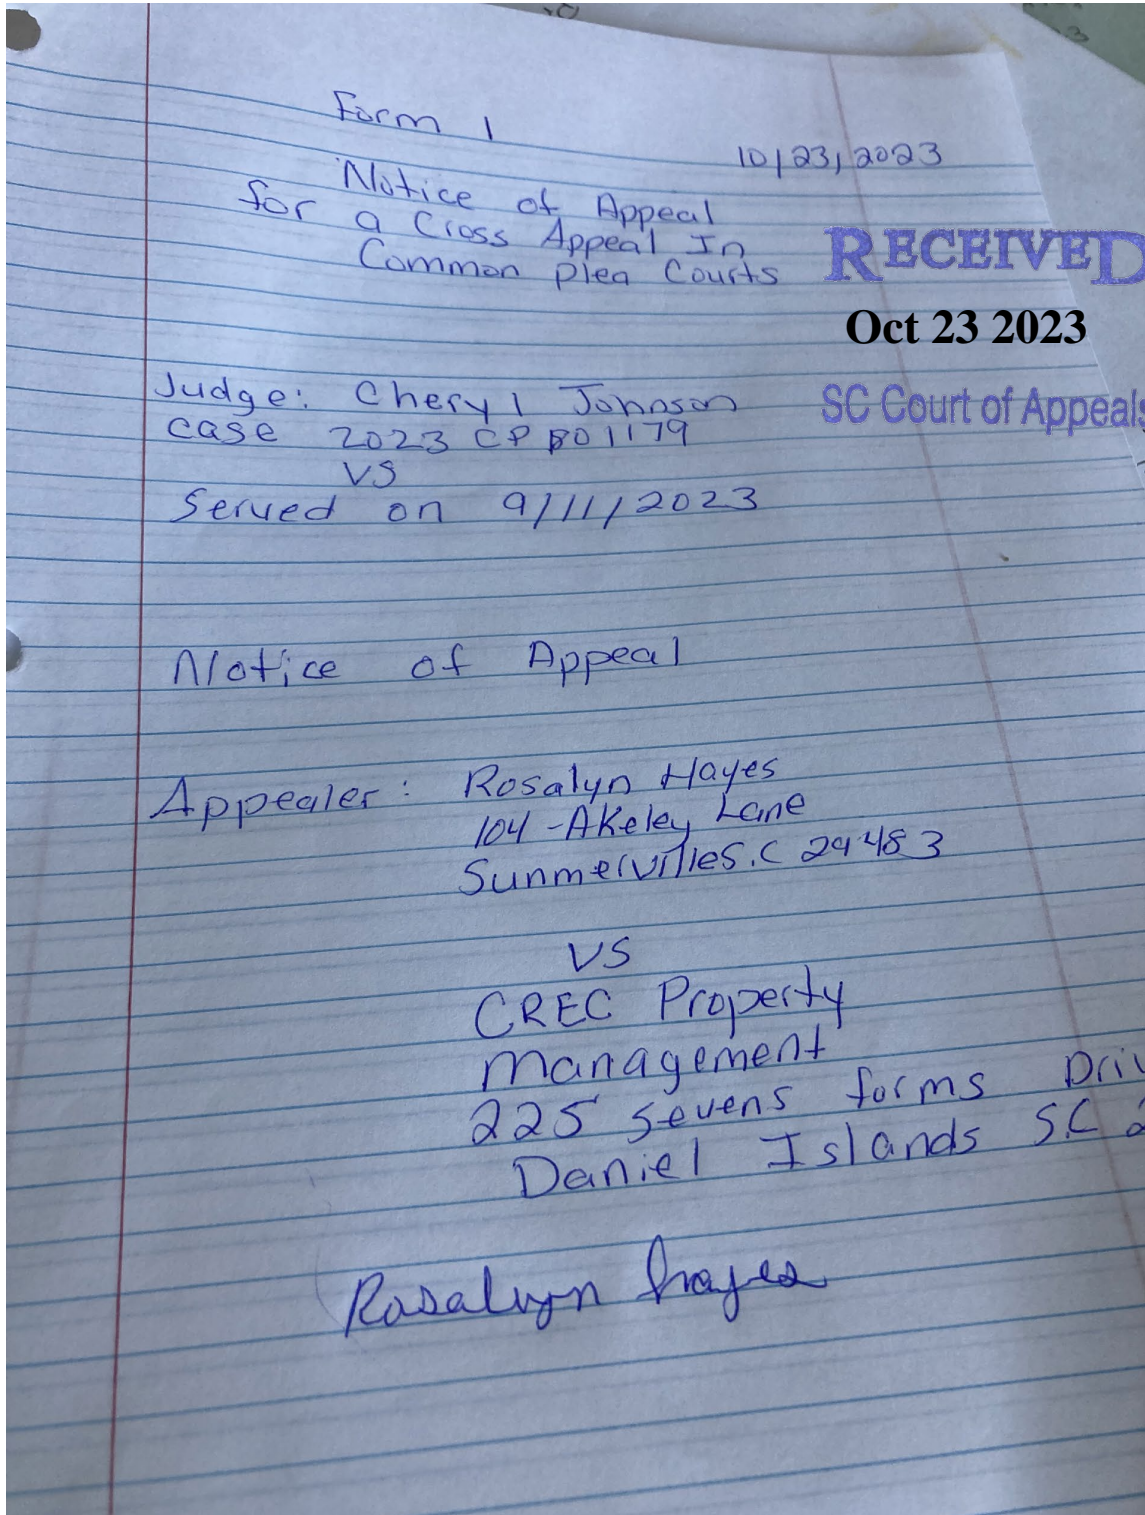 Form 1
10/23/2023
Notice of Appeal
for a Cross Appeal In
Common Plea Courts
RECEIVED
Oct 23 2023
SC Court of Appeals
Judge: Cheryl Johnson
case 2023 CP 801179
VS
Served on 9/11/2023
Notice of Appeal
Appealer: Rosalyn Hayes
104-AKeley Lane
Sunmerville S.C 29483
VS
CREC Property
management
225 sevens forms Driv
Daniel Islands S.C 2
Rosalyn Hayes